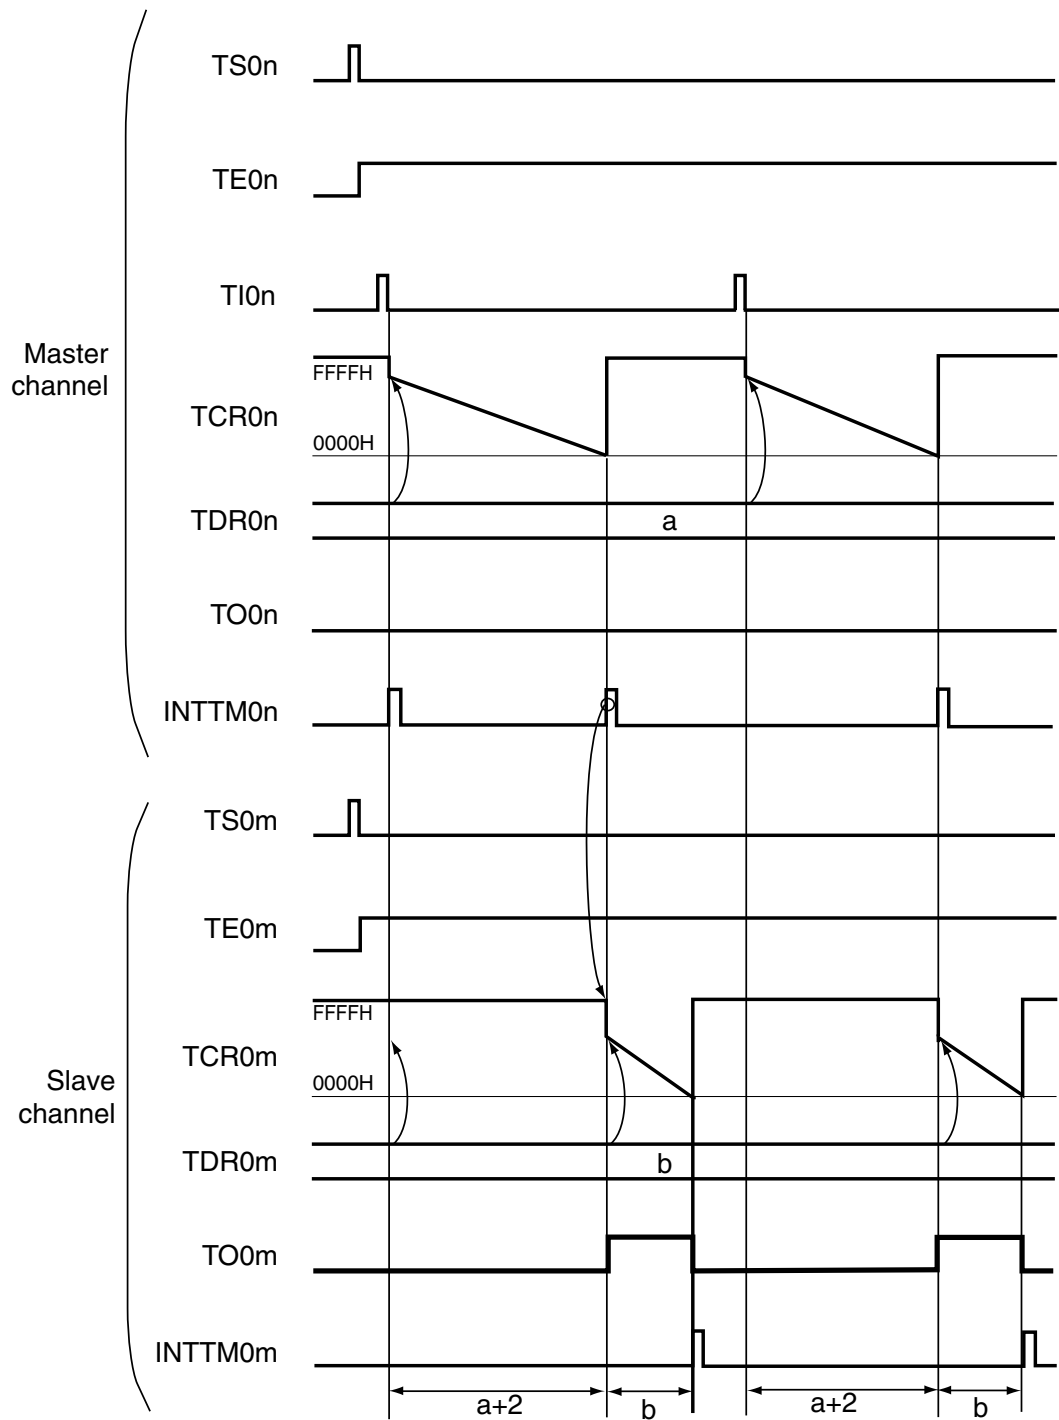 TS0n
TE0n
TI0n
Master
channel
FFFFH
TCR0n
0000H
TDR0n
a
TO0n
INTTM0n
TS0m
TE0m
FFFFH
TCR0m
0000H
Slave
channel
TDR0m
b
TO0m
INTTM0m
a+2
b
a+2
b